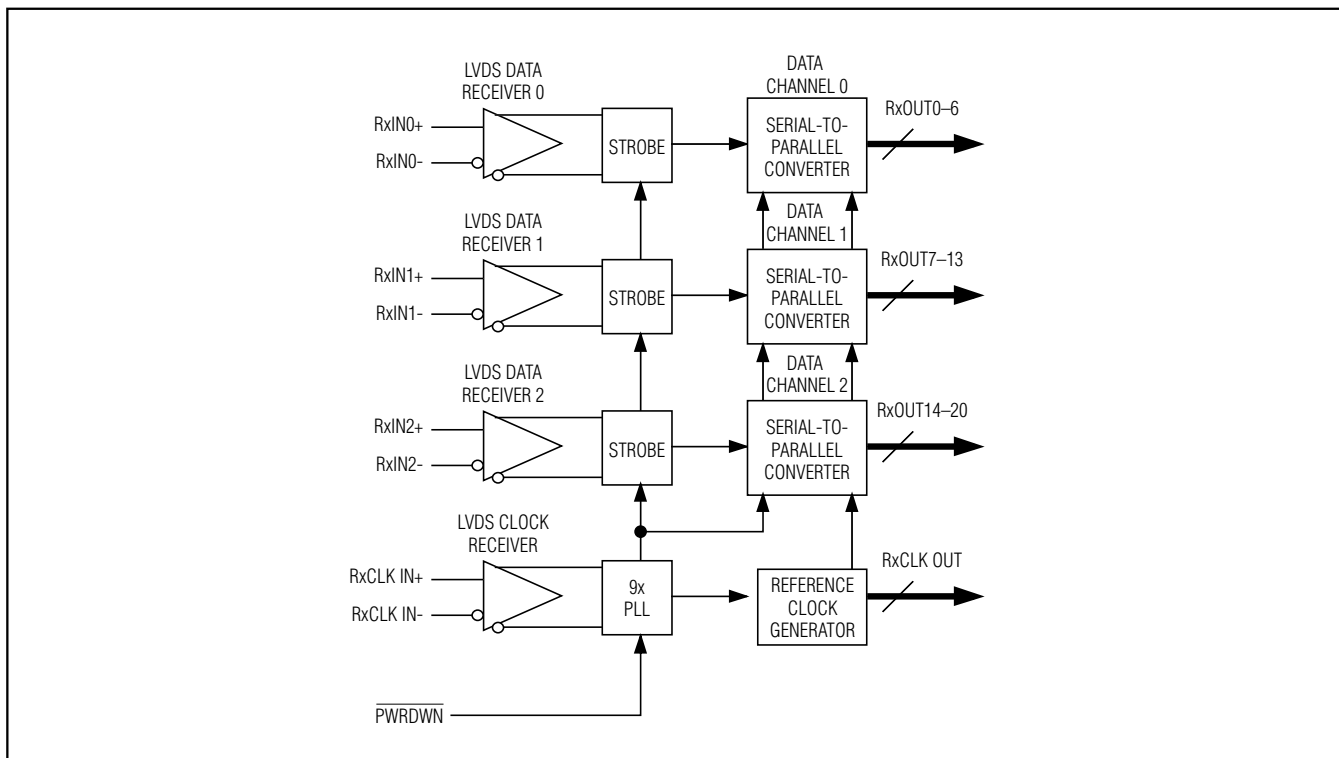 LVDS DATA
RECEIVER 0
DATA
CHANNEL 0
RxIN0+
RxIN0-
STROBE
SERIAL-TO-
PARALLEL
CONVERTER
RxOUT0–6
LVDS DATA
RECEIVER 1
DATA
CHANNEL 1
RxIN1+
RxIN1-
STROBE
SERIAL-TO-
PARALLEL
CONVERTER
RxOUT7–13
LVDS DATA
RECEIVER 2
DATA
CHANNEL 2
RxIN2+
RxIN2-
STROBE
SERIAL-TO-
PARALLEL
CONVERTER
RxOUT14–20
LVDS CLOCK
RECEIVER
RxCLK IN+
RxCLK IN-
9x
PLL
REFERENCE
CLOCK
GENERATOR
RxCLK OUT
PWRDWN